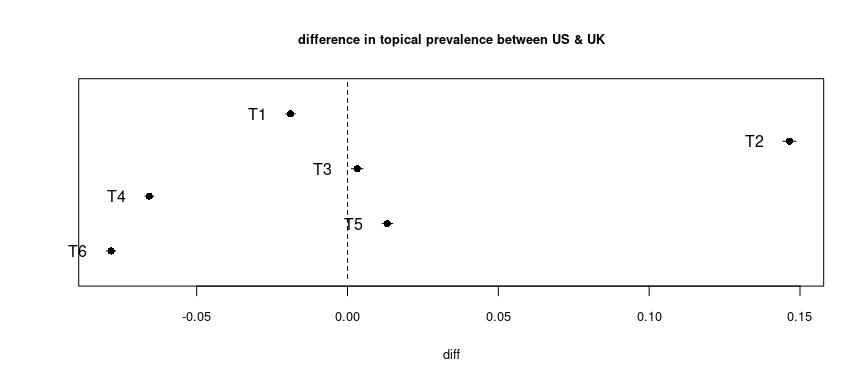 difference in topical prevalence between US & UK
T1
T2
T3
T4
T5
T6
-0.05 0.00 0.05 0.10 0.15
diff